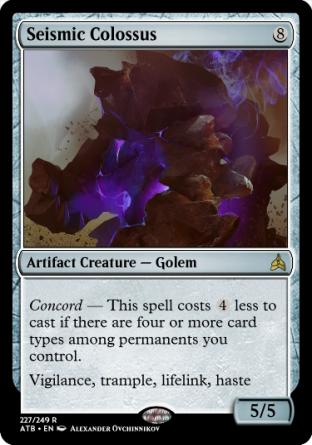 Seismic Colossus 8
Artifact Creature — Golem
Concord — This spell costs 4 less to
cast if there are four or more card
types among permanents you
control.
Vigilance, trample, lifelink, haste
5/5
227/249 R
ATB • EN Alexander Ovchinnikov